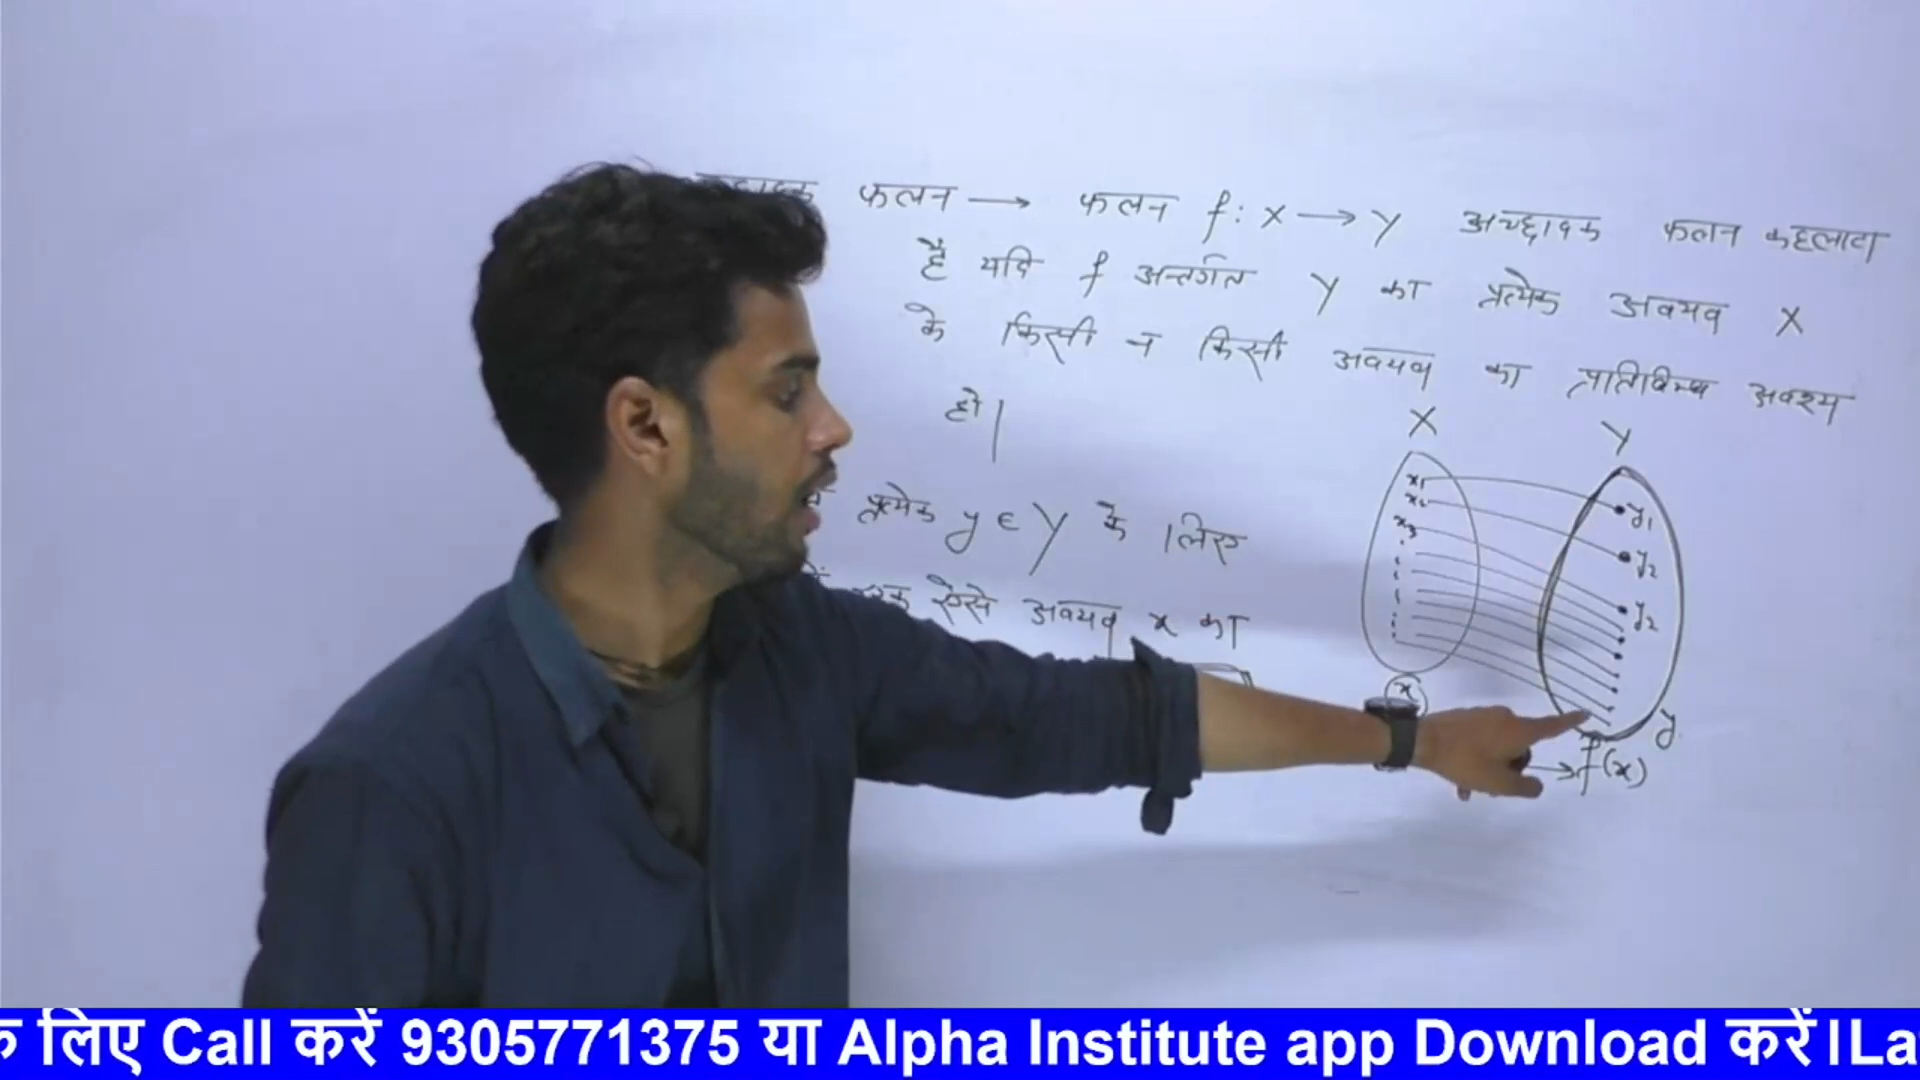 फलन → फलन f: X → Y अच्छादक फलन कहलाता
है यदि f अन्तर्गत Y का प्रत्येक अवयव X
के किसी न किसी अवयव का प्रतिबिम्ब अवश्य
हो।
प्रत्येक y ∈ Y के लिए
ऐसे अवयव x का
X
Y
x1
x2
x3
y1
y2
y2
x
y
f(x)
के लिए Call करें 9305771375 या Alpha Institute app Download करें।La